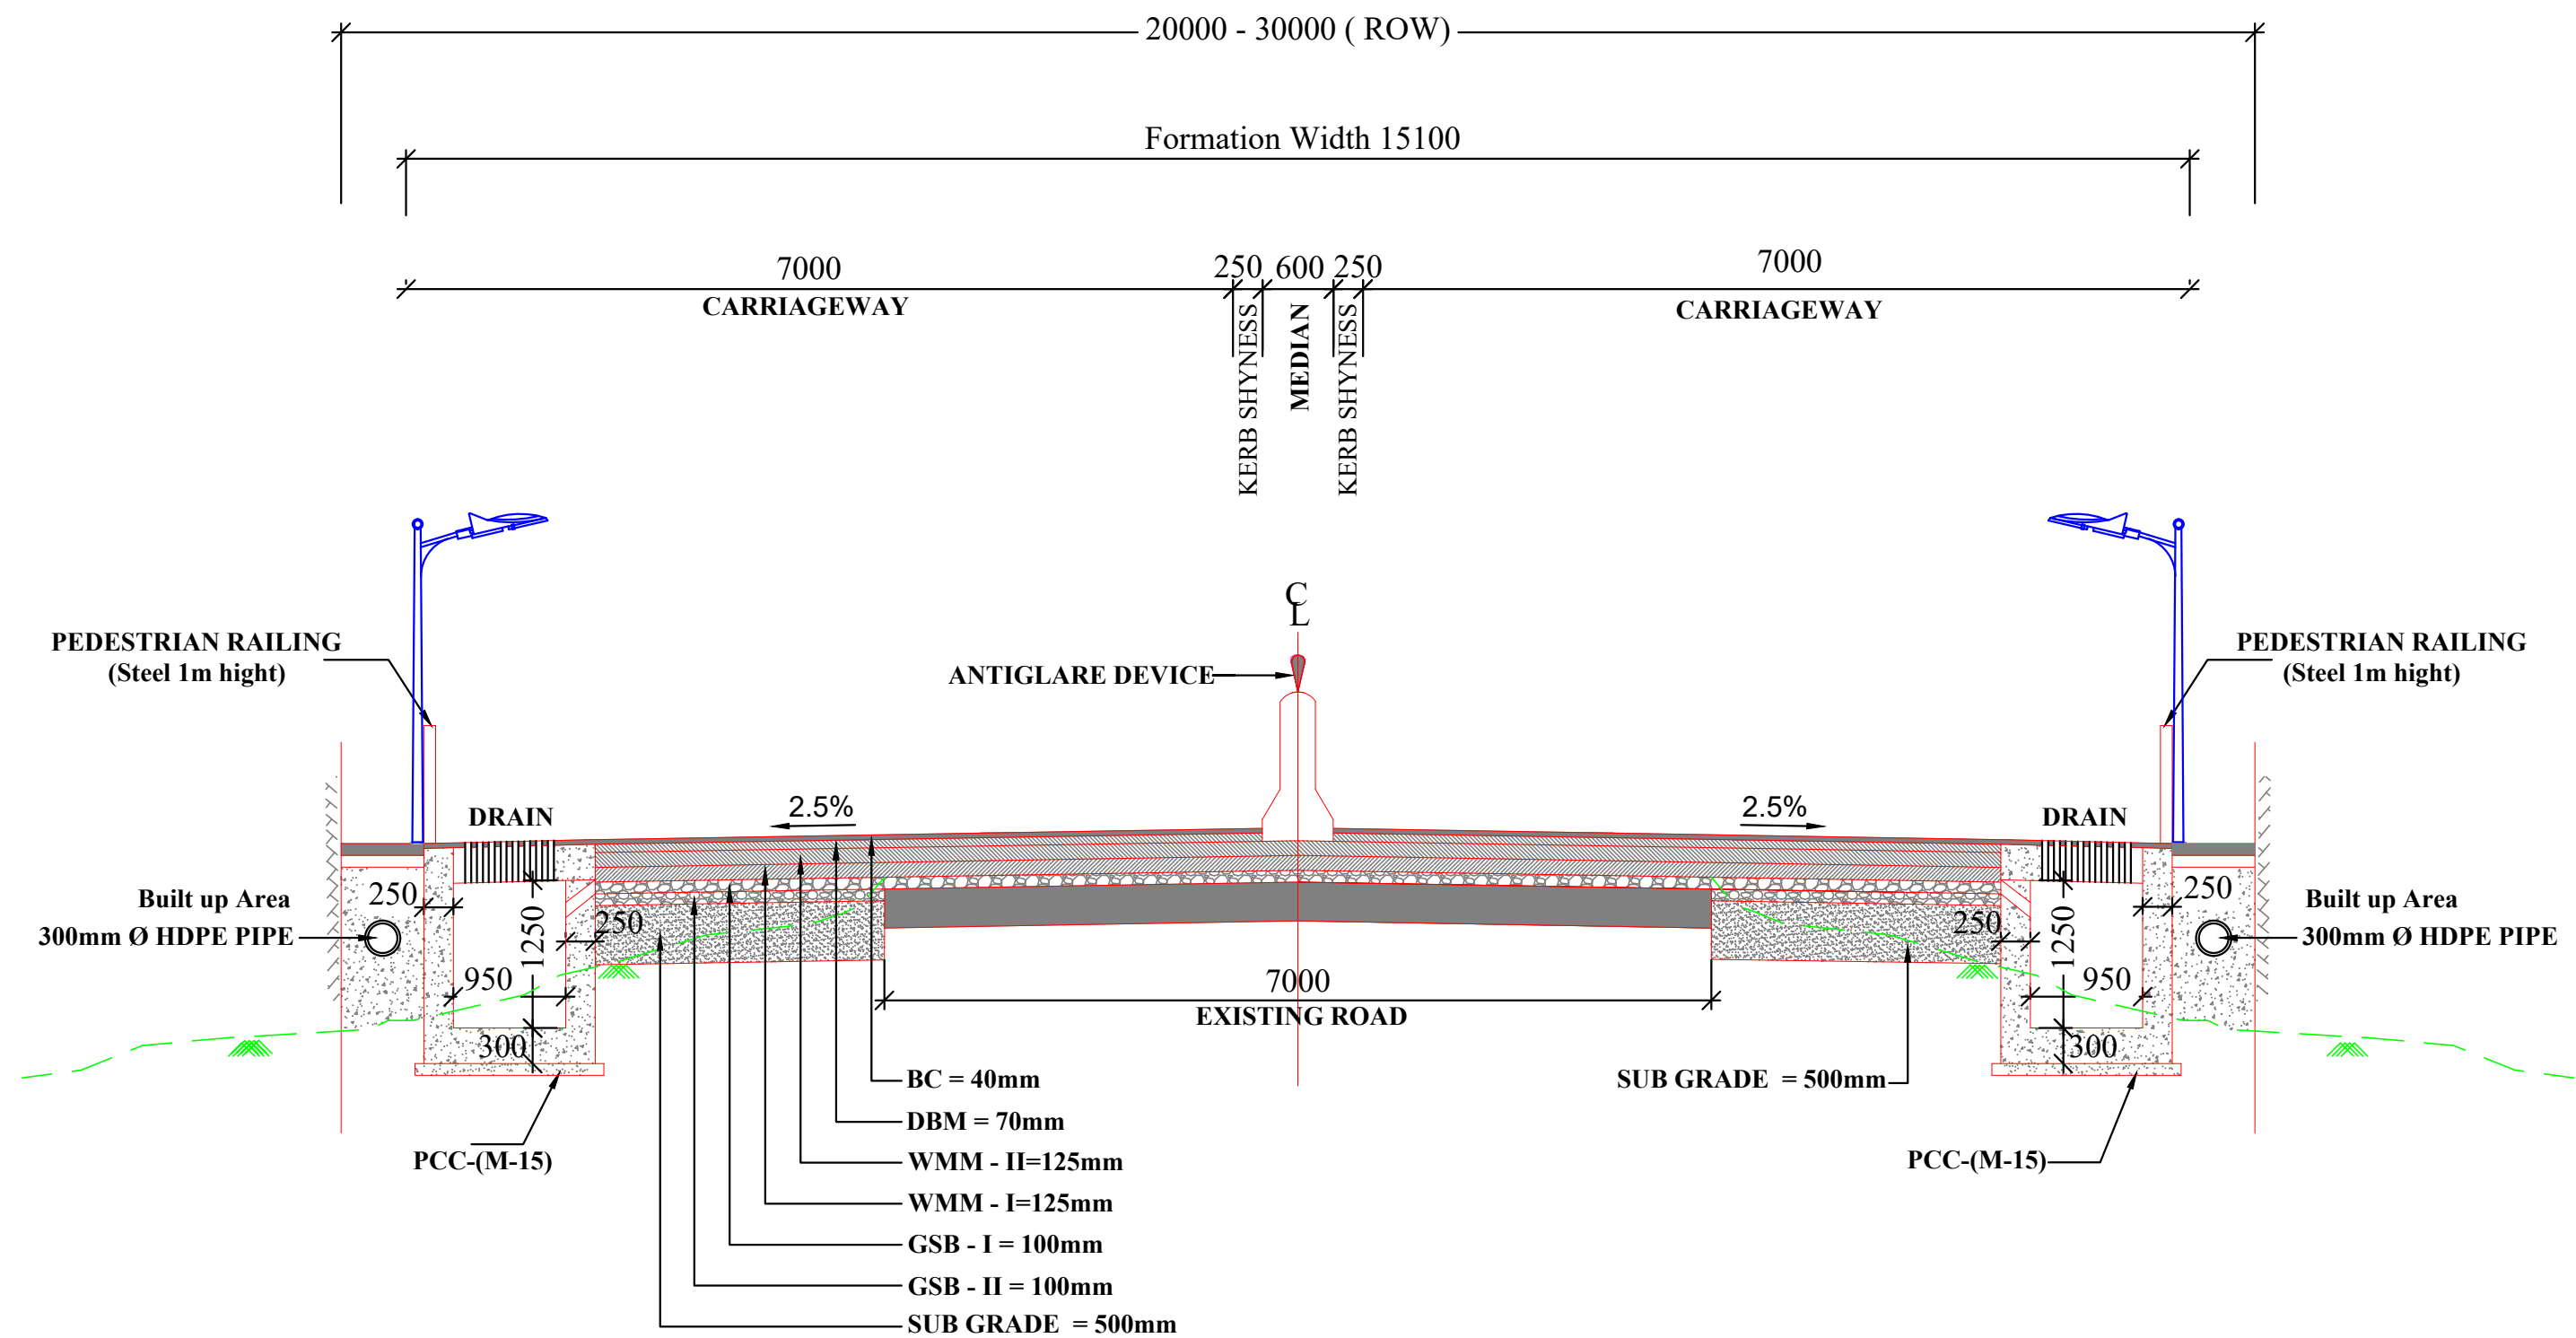 20000 - 30000 ( ROW)
Formation Width 15100
7000
250
600
250
7000
CARRIAGEWAY
KERB SHYNESS
MEDIAN
KERB SHYNESS
CARRIAGEWAY
C
L
PEDESTRIAN RAILING
(Steel 1m hight)
ANTIGLARE DEVICE
PEDESTRIAN RAILING
(Steel 1m hight)
DRAIN
2.5%
2.5%
DRAIN
Built up Area
300mm Ø HDPE PIPE
250
1250
250
950
300
7000
EXISTING ROAD
250
1250
250
950
300
Built up Area
300mm Ø HDPE PIPE
BC = 40mm
SUB GRADE = 500mm
DBM = 70mm
PCC-(M-15)
WMM - II=125mm
PCC-(M-15)
WMM - I=125mm
GSB - I = 100mm
GSB - II = 100mm
SUB GRADE = 500mm